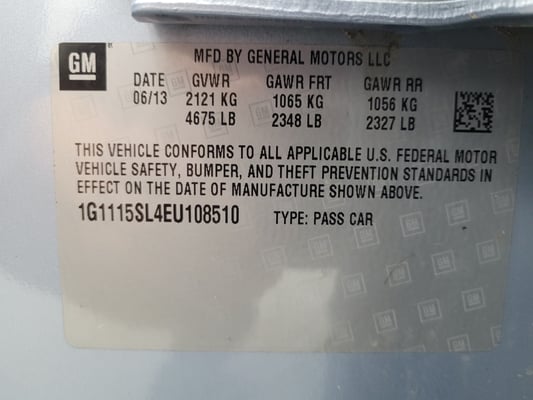 GM
MFD BY GENERAL MOTORS LLC
DATE GVWR GAWR FRT GAWR RR
06/13 2121 KG 1065 KG 1056 KG
4675 LB 2348 LB 2327 LB
THIS VEHICLE CONFORMS TO ALL APPLICABLE U.S. FEDERAL MOTOR
VEHICLE SAFETY, BUMPER, AND THEFT PREVENTION STANDARDS IN
EFFECT ON THE DATE OF MANUFACTURE SHOWN ABOVE.
1G1115SL4EU108510 TYPE: PASS CAR